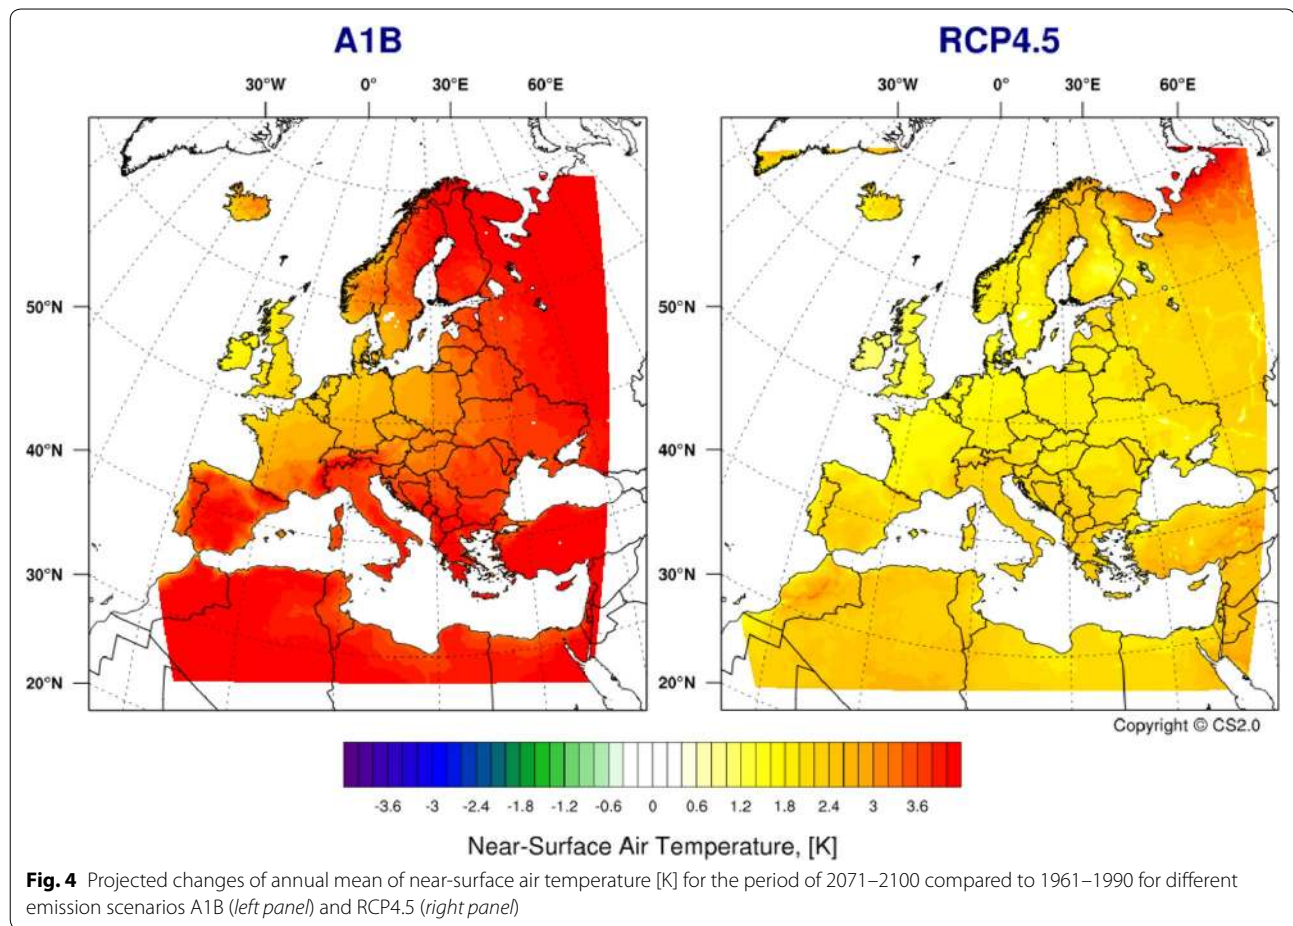 A1B
RCP4.5
30°W 0° 30°E 60°E
30°W 0° 30°E 60°E
50°N
40°N
30°N
20°N
50°N
40°N
30°N
20°N
Copyright © CS2.0
-3.6 -3 -2.4 -1.8 -1.2 -0.6 0 0.6 1.2 1.8 2.4 3 3.6
Near-Surface Air Temperature, [K]
Fig. 4 Projected changes of annual mean of near-surface air temperature [K] for the period of 2071–2100 compared to 1961–1990 for different
emission scenarios A1B (left panel) and RCP4.5 (right panel)